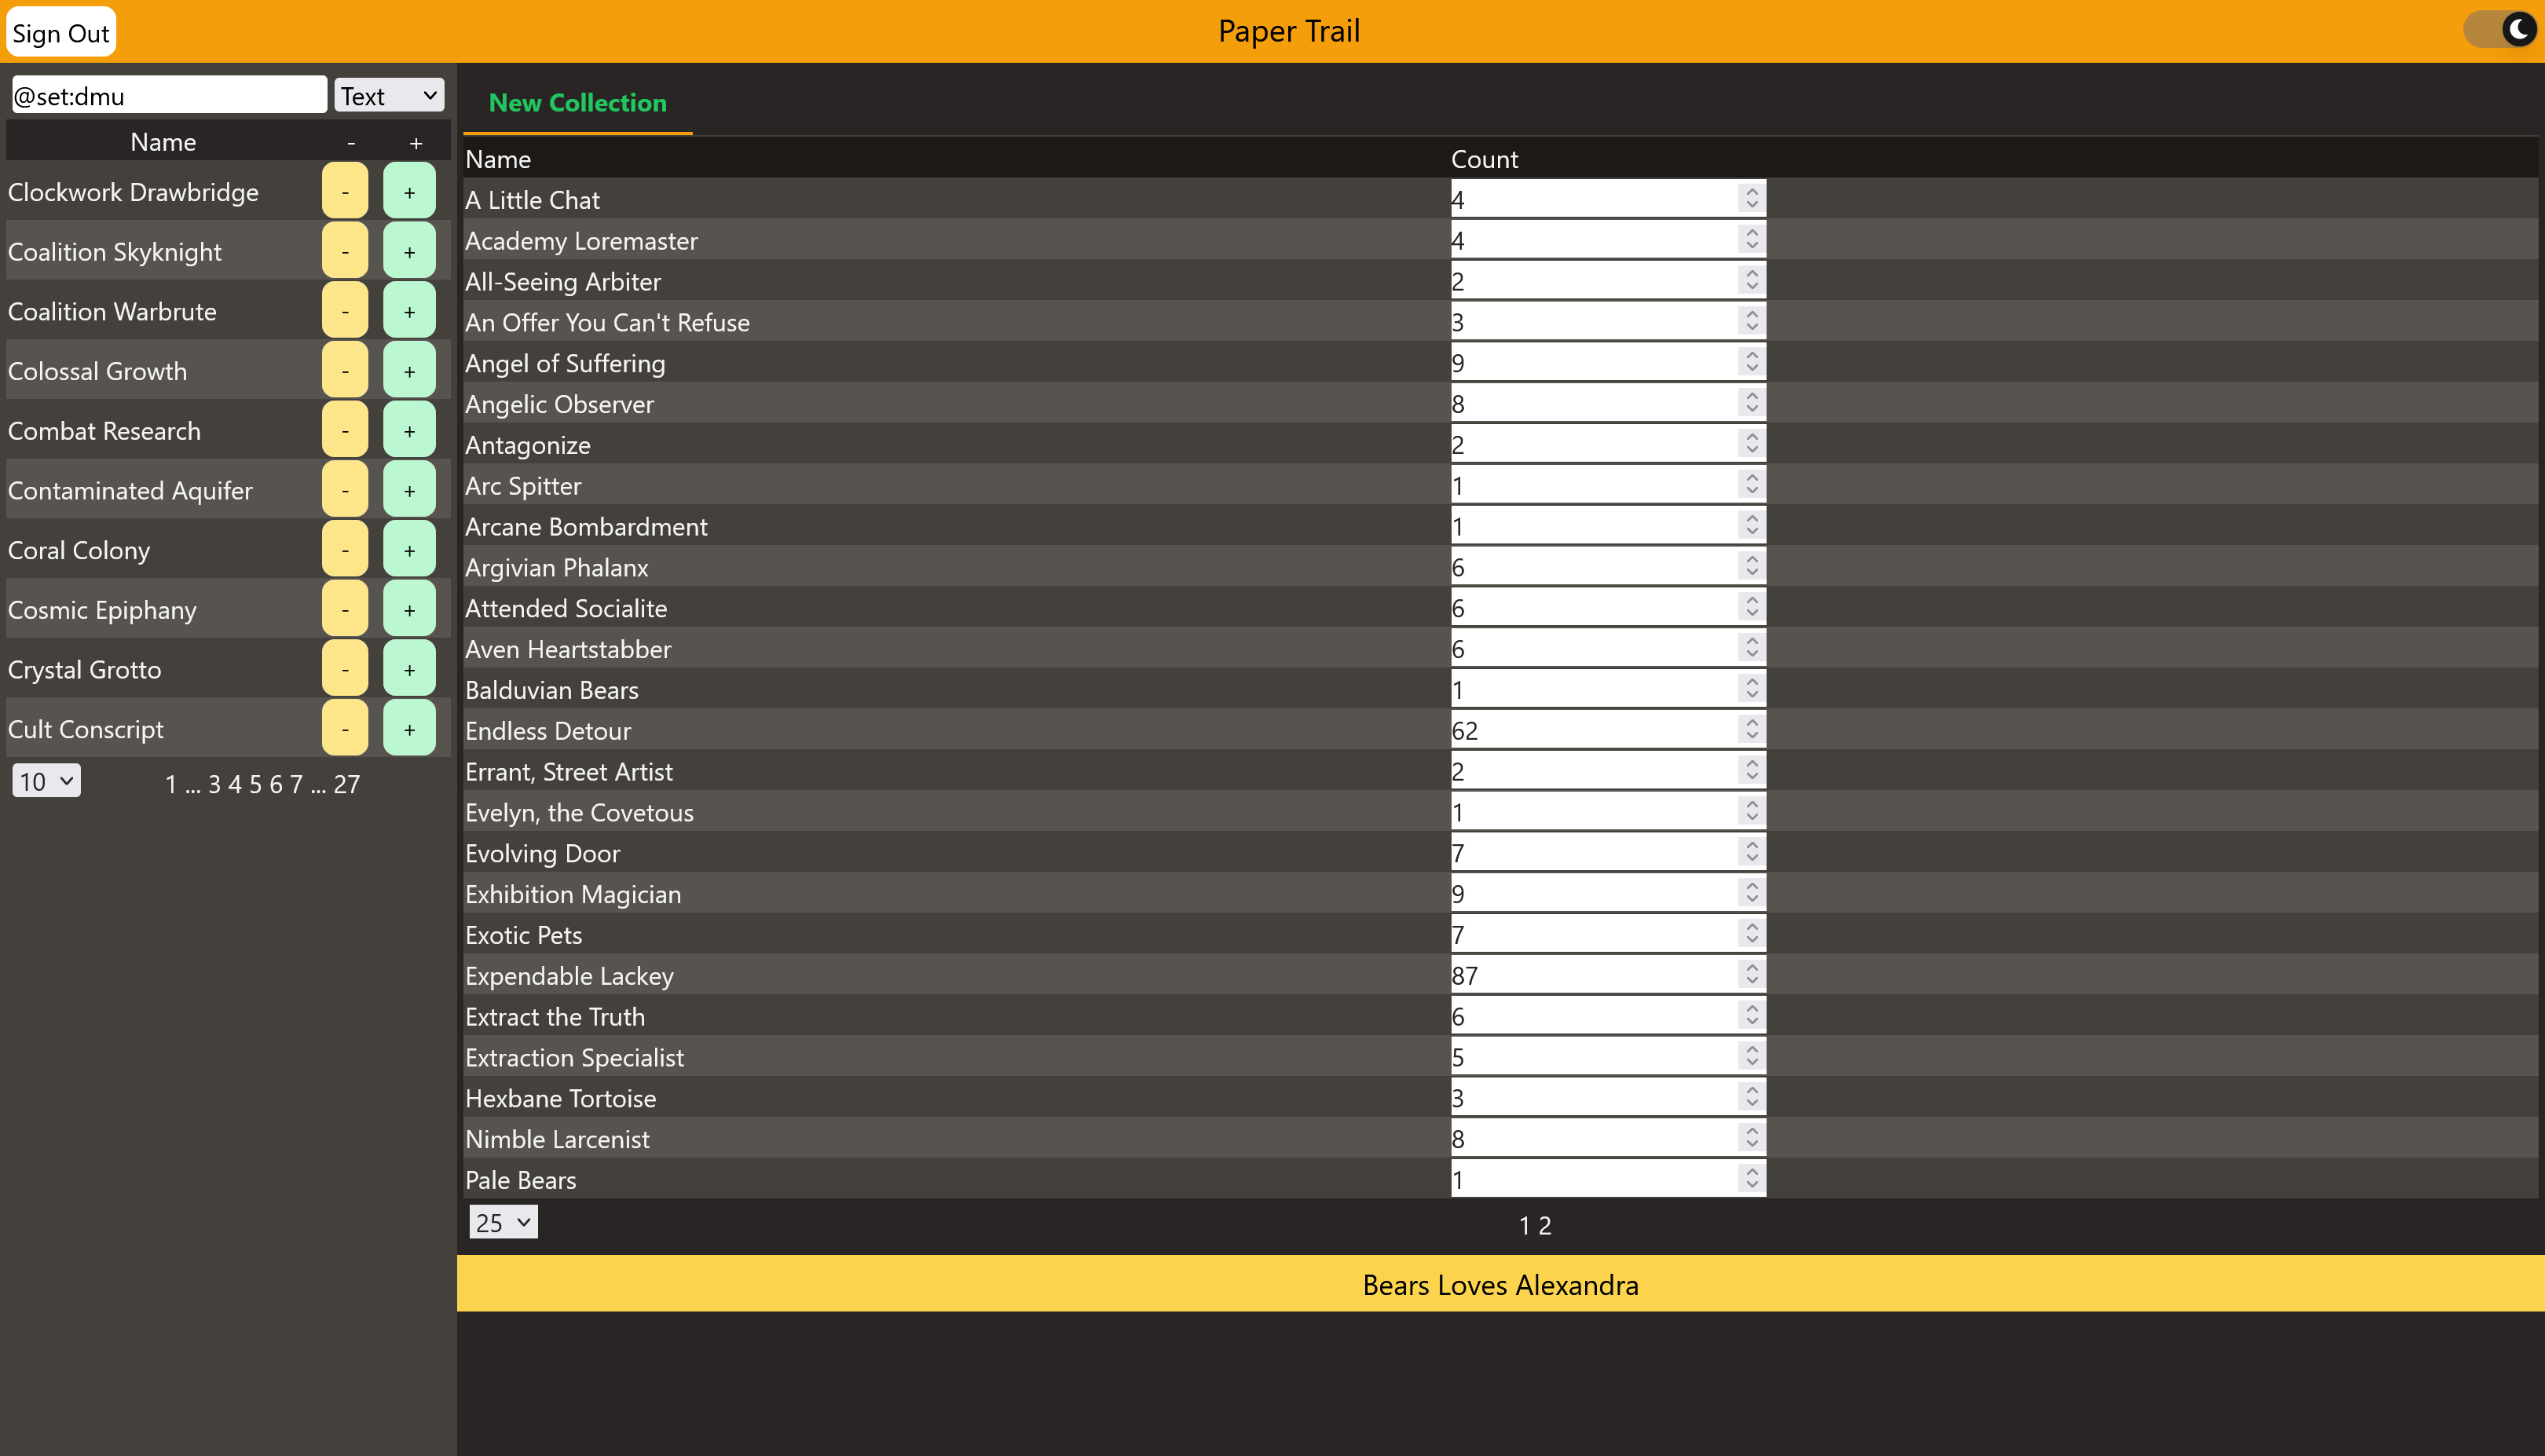 Sign Out
Paper Trail
@set:dmu Text
Name - +
Clockwork Drawbridge - +
Coalition Skyknight - +
Coalition Warbrute - +
Colossal Growth - +
Combat Research - +
Contaminated Aquifer - +
Coral Colony - +
Cosmic Epiphany - +
Crystal Grotto - +
Cult Conscript - +
10 1 ... 3 4 5 6 7 ... 27
New Collection
Name Count
A Little Chat 4
Academy Loremaster 4
All-Seeing Arbiter 2
An Offer You Can't Refuse 3
Angel of Suffering 9
Angelic Observer 8
Antagonize 2
Arc Spitter 1
Arcane Bombardment 1
Argivian Phalanx 6
Attended Socialite 6
Aven Heartstabber 6
Balduvian Bears 1
Endless Detour 62
Errant, Street Artist 2
Evelyn, the Covetous 1
Evolving Door 7
Exhibition Magician 9
Exotic Pets 7
Expendable Lackey 87
Extract the Truth 6
Extraction Specialist 5
Hexbane Tortoise 3
Nimble Larcenist 8
Pale Bears 1
25 1 2
Bears Loves Alexandra